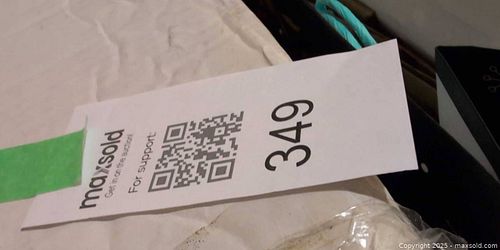 maxsold
Get in on the auction!
For support:
349
Copyright 2025 - maxsold.com